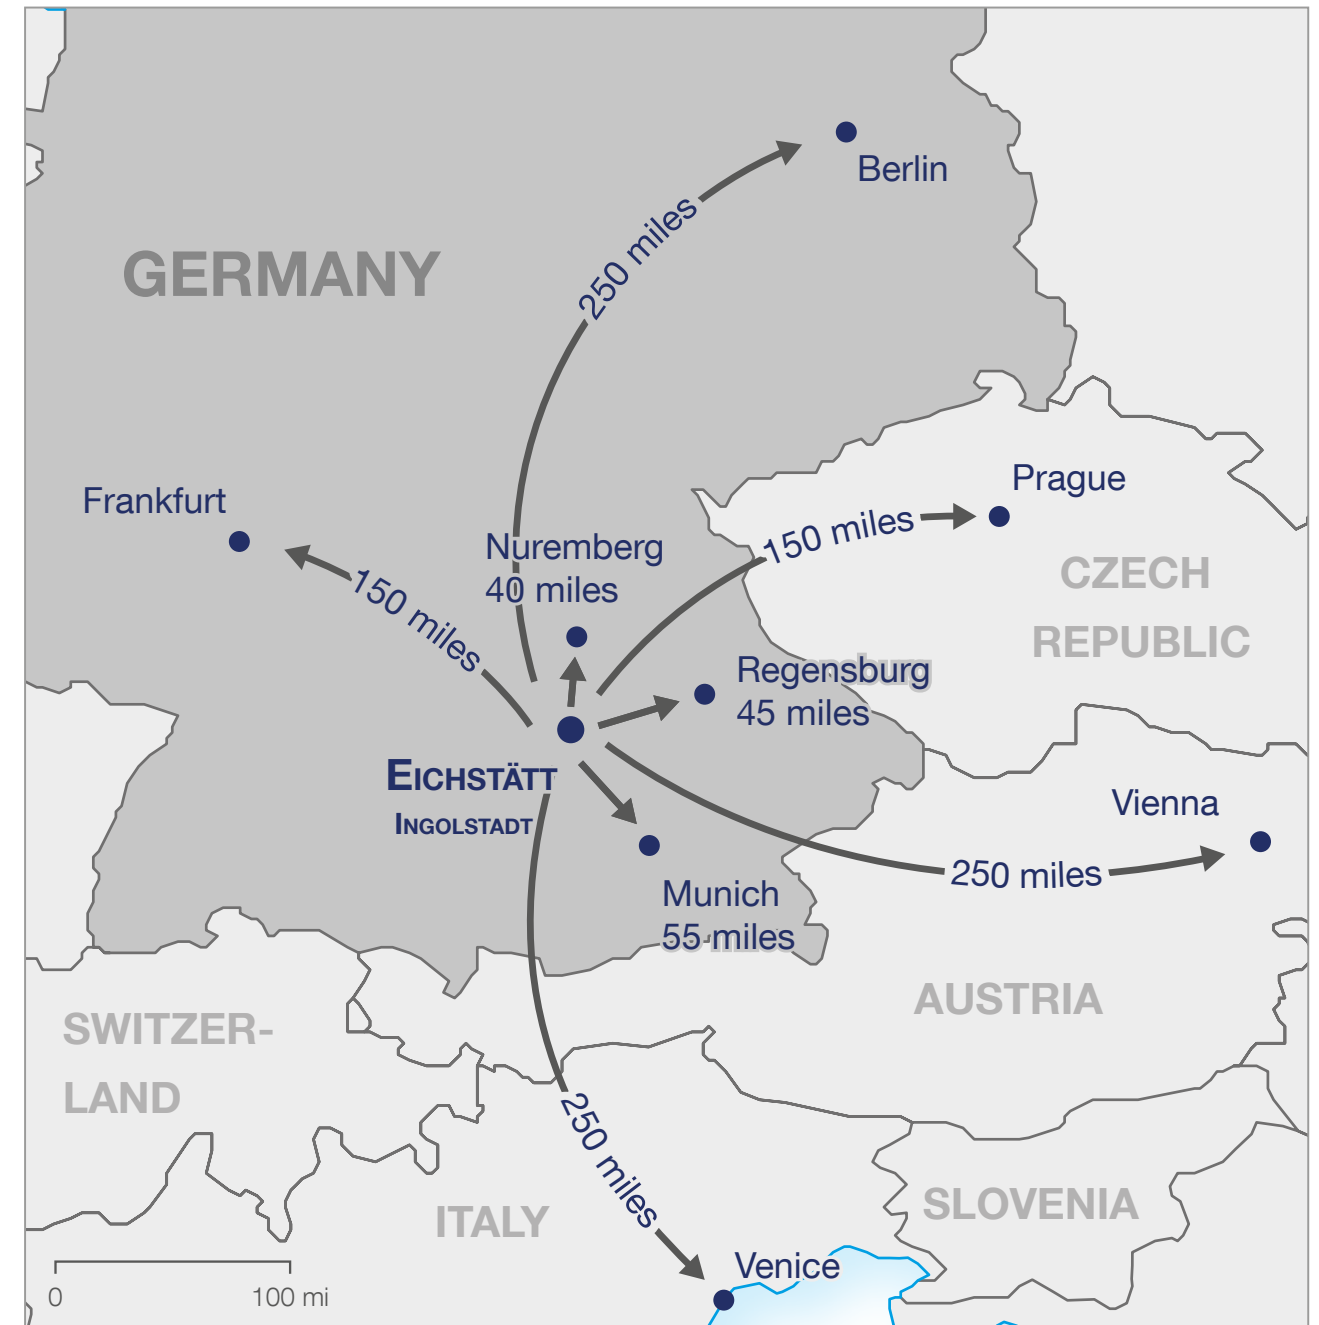 Berlin
250 miles
GERMANY
Frankfurt
Prague
150 miles
Nuremberg
40 miles
CZECH
REPUBLIC
150 miles
Regensburg
45 miles
EICHSTÄTT
INGOLSTADT
Vienna
250 miles
Munich
55 miles
AUSTRIA
SWITZER-
LAND
250 miles
ITALY
SLOVENIA
Venice
0 100 mi